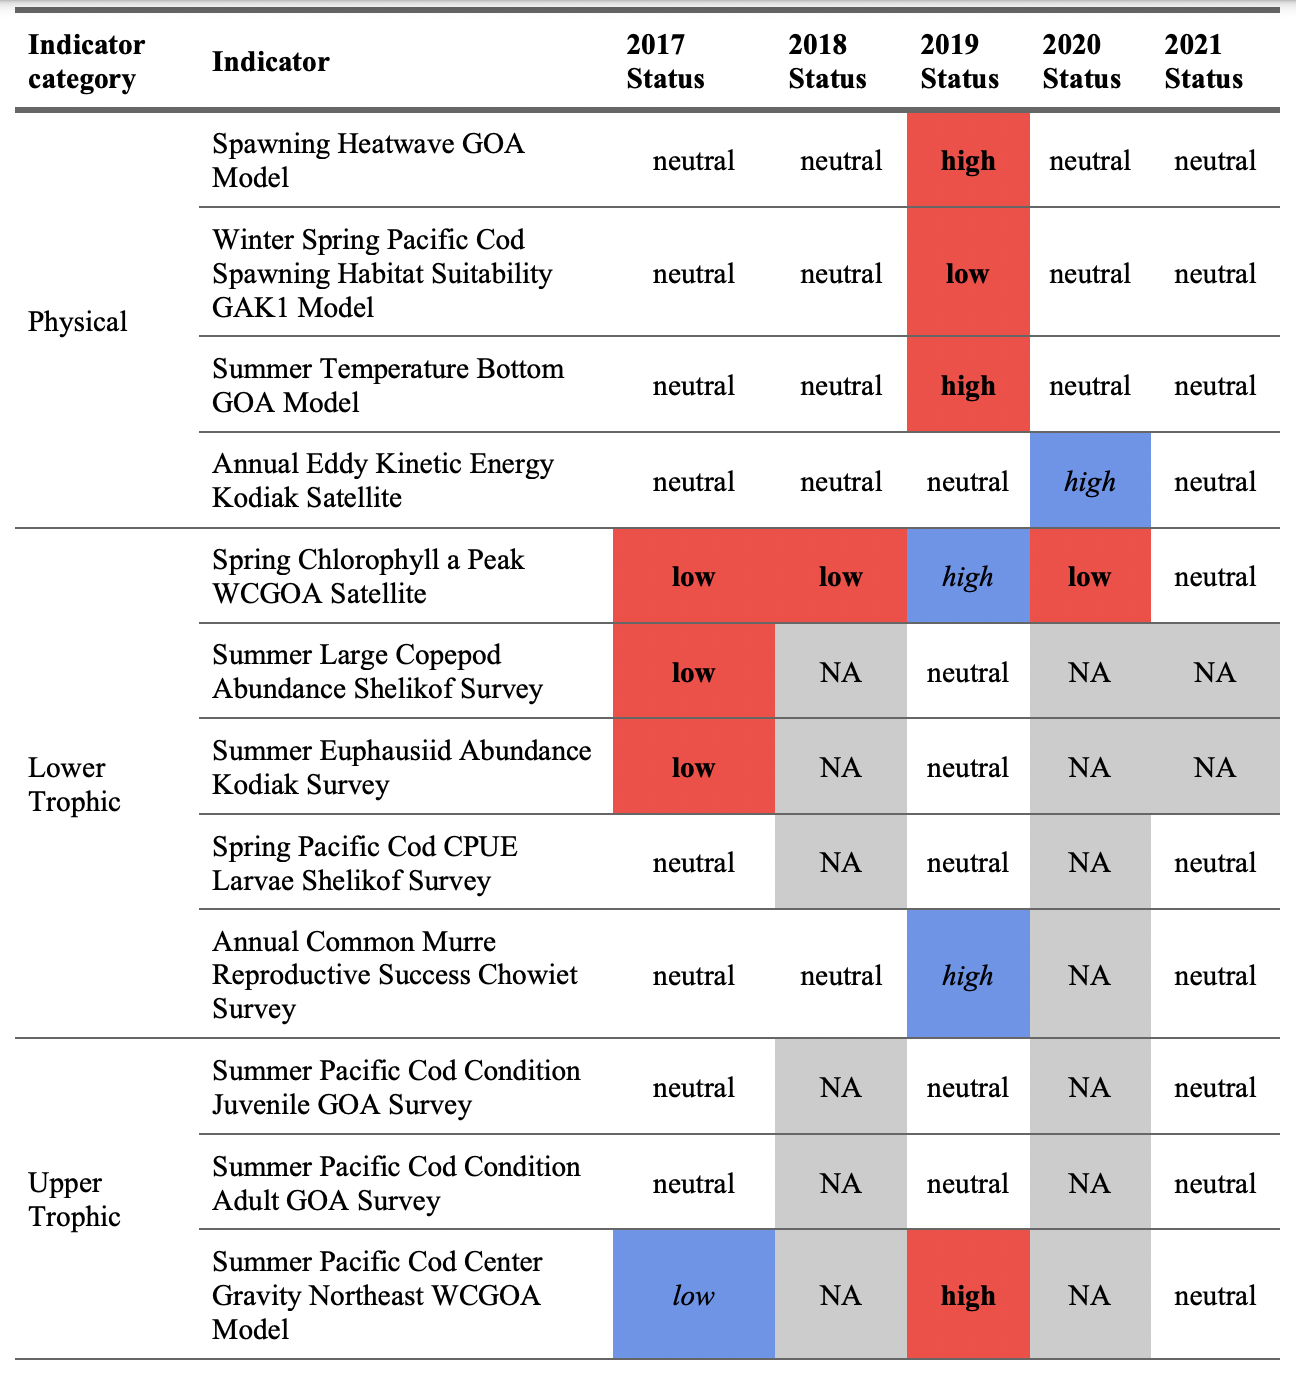 Indicator category Indicator 2017 Status 2018 Status 2019 Status 2020 Status 2021 Status
Physical
Spawning Heatwave GOA
Model
neutral neutral high neutral neutral
Winter Spring Pacific Cod
Spawning Habitat Suitability
GAK1 Model
neutral neutral low neutral neutral
Summer Temperature Bottom
GOA Model
neutral neutral high neutral neutral
Annual Eddy Kinetic Energy
Kodiak Satellite
neutral neutral neutral high neutral
Lower
Trophic
Spring Chlorophyll a Peak
WCGOA Satellite
low low high low neutral
Summer Large Copepod
Abundance Shelikof Survey
low NA neutral NA NA
Summer Euphausiid Abundance
Kodiak Survey
low NA neutral NA NA
Spring Pacific Cod CPUE
Larvae Shelikof Survey
neutral NA neutral NA neutral
Annual Common Murre
Reproductive Success Chowiet
Survey
neutral neutral high NA neutral
Upper
Trophic
Summer Pacific Cod Condition
Juvenile GOA Survey
neutral NA neutral NA neutral
Summer Pacific Cod Condition
Adult GOA Survey
neutral NA neutral NA neutral
Summer Pacific Cod Center
Gravity Northeast WCGOA
Model
low NA high NA neutral